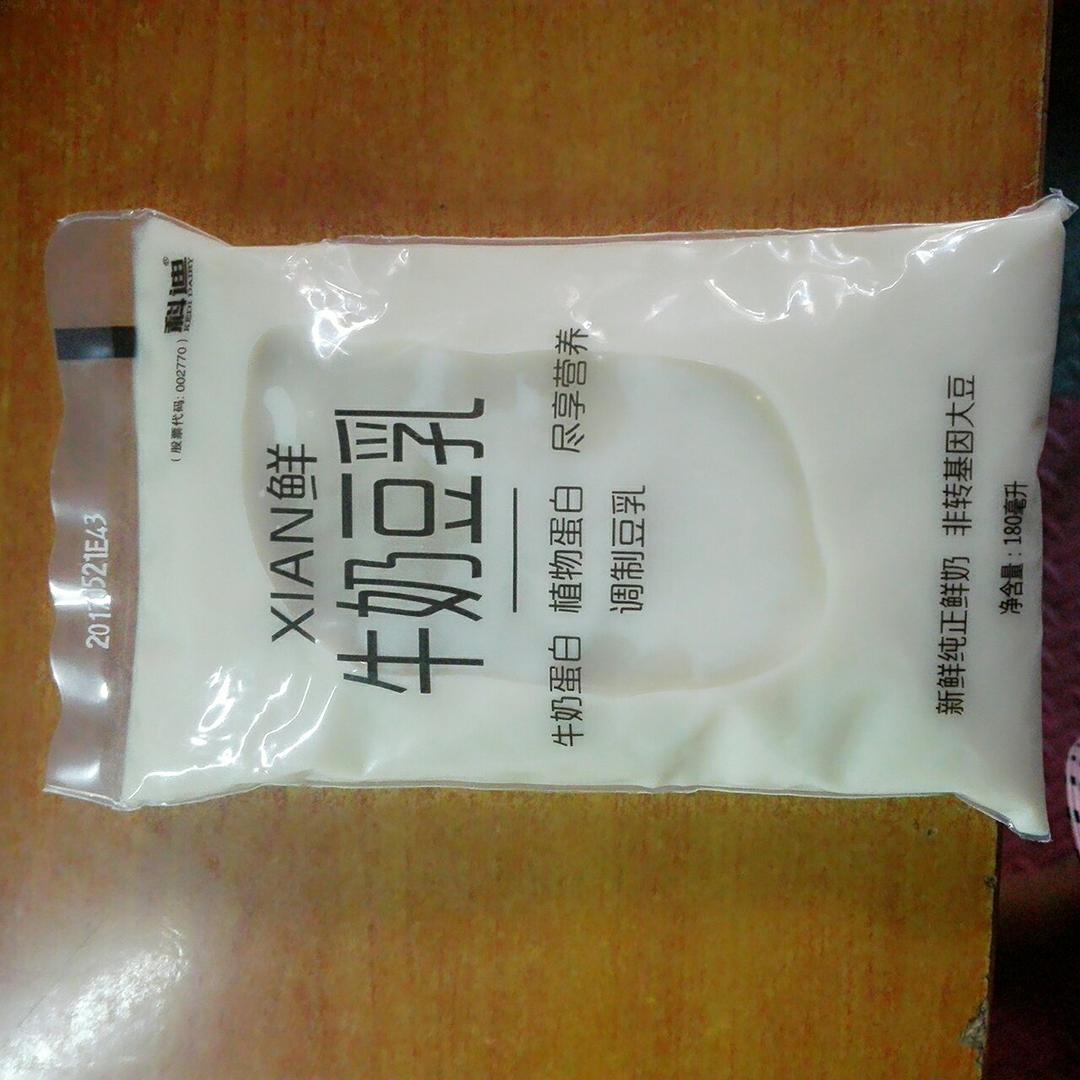 20170521E43
科迪®
KEDI DAIRY
（股票代码: 002770）
XIAN鲜
牛奶豆乳
牛奶蛋白 植物蛋白 尽享营养
调制豆乳
新鲜纯正鲜奶 非转基因大豆
净含量：180毫升